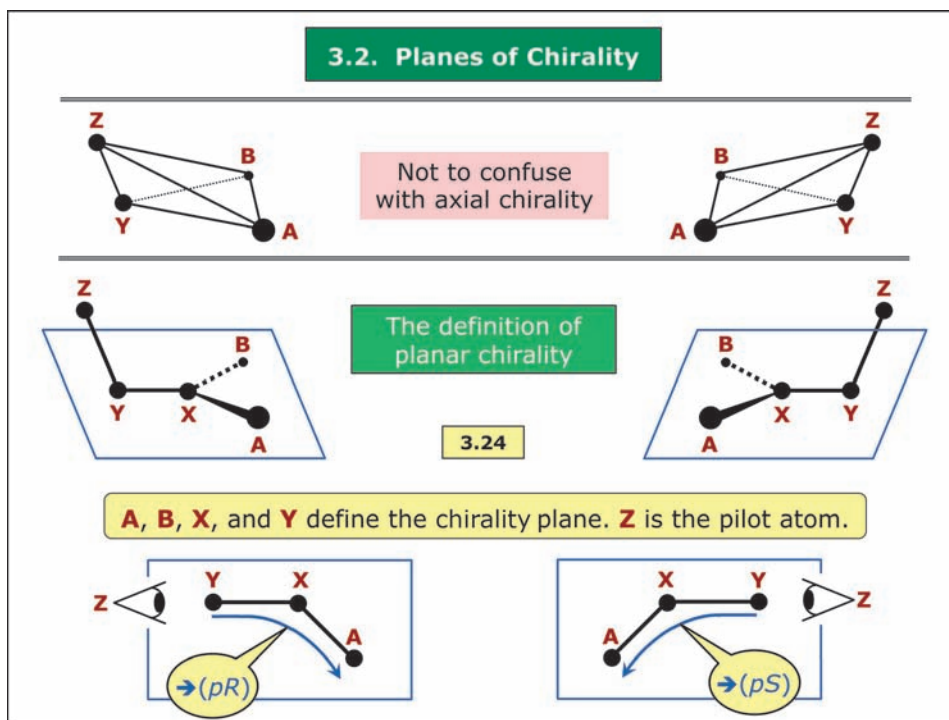 3.2. Planes of Chirality
Z
B
Y
A
Not to confuse
with axial chirality
Z
B
A
Y
Z
B
Y
X
A
The definition of
planar chirality
3.24
Z
B
X
Y
A
A, B, X, and Y define the chirality plane. Z is the pilot atom.
Z
Y
X
A
→(pR)
X
Y
Z
A
→(pS)